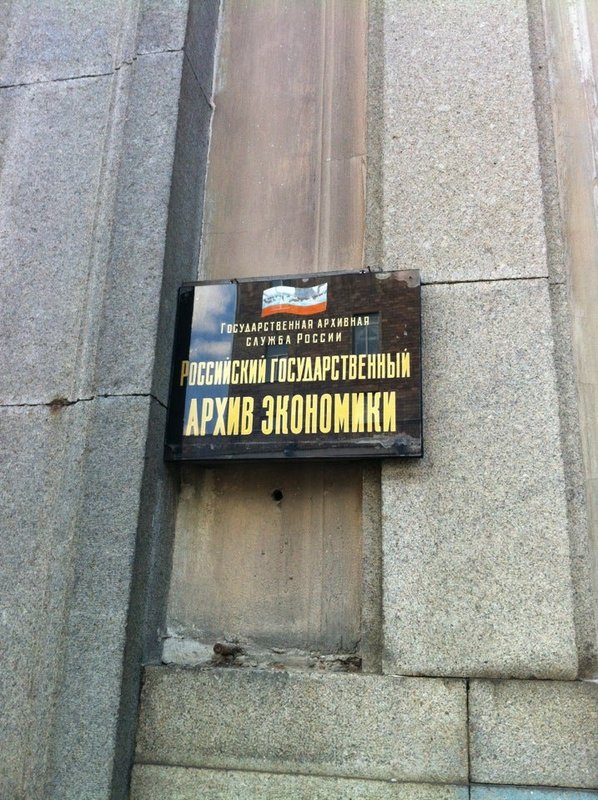 Государственная архивная
служба России
Российский государственный
архив экономики